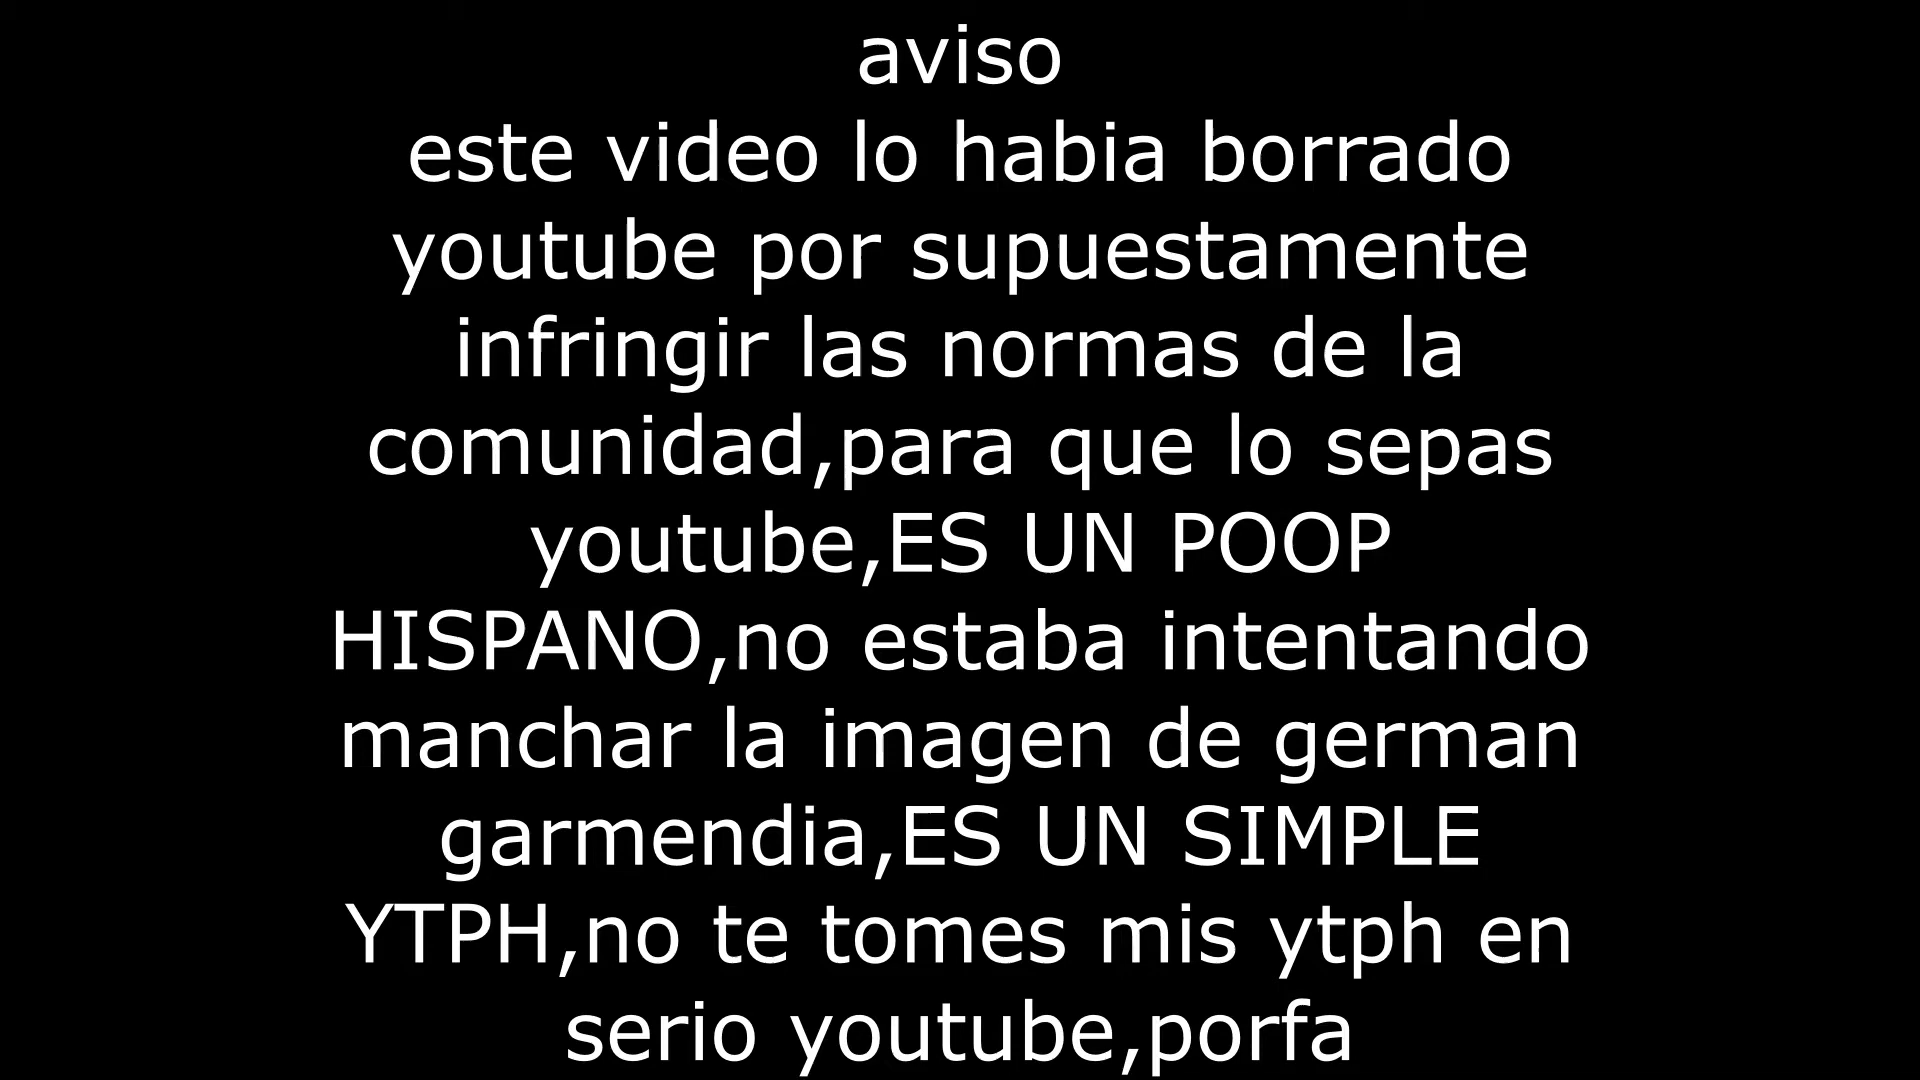 aviso
este video lo habia borrado
youtube por supuestamente
infringir las normas de la
comunidad,para que lo sepas
youtube,ES UN POOP
HISPANO,no estaba intentando
manchar la imagen de german
garmendia,ES UN SIMPLE
YTPH,no te tomes mis ytph en
serio youtube,porfa